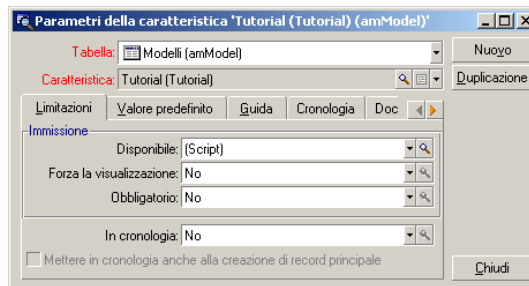 Parametri della caratteristica 'Tutorial (Tutorial) (amModel)'
Tabella: Modelli (amModel) Nuovo
Caratteristica: Tutorial (Tutorial) Duplicazione
Limitazioni Valore predefinito Guida Cronologia Doc
Immissione
Disponibile: (Script)
Forza la visualizzazione: No
Obbligatorio: No
In cronologia: No
Mettere in cronologia anche alla creazione di record principale
Chiudi